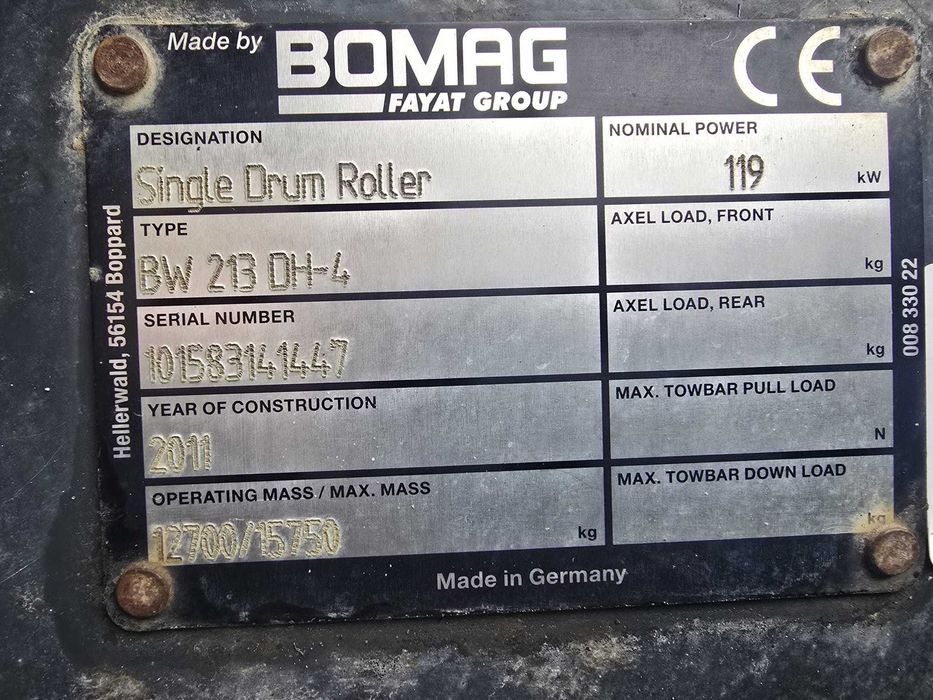 Made by BOMAG
FAYAT GROUP
CE
DESIGNATION
Single Drum Roller
NOMINAL POWER
119 kW
TYPE
BW 213 DH-4
AXEL LOAD, FRONT
kg
SERIAL NUMBER
101583141447
AXEL LOAD, REAR
kg
YEAR OF CONSTRUCTION
2011
MAX. TOWBAR PULL LOAD
N
OPERATING MASS / MAX. MASS
12700/15750 kg
MAX. TOWBAR DOWN LOAD
kg
Made in Germany
Hellerwald, 56154 Boppard
008 330 22